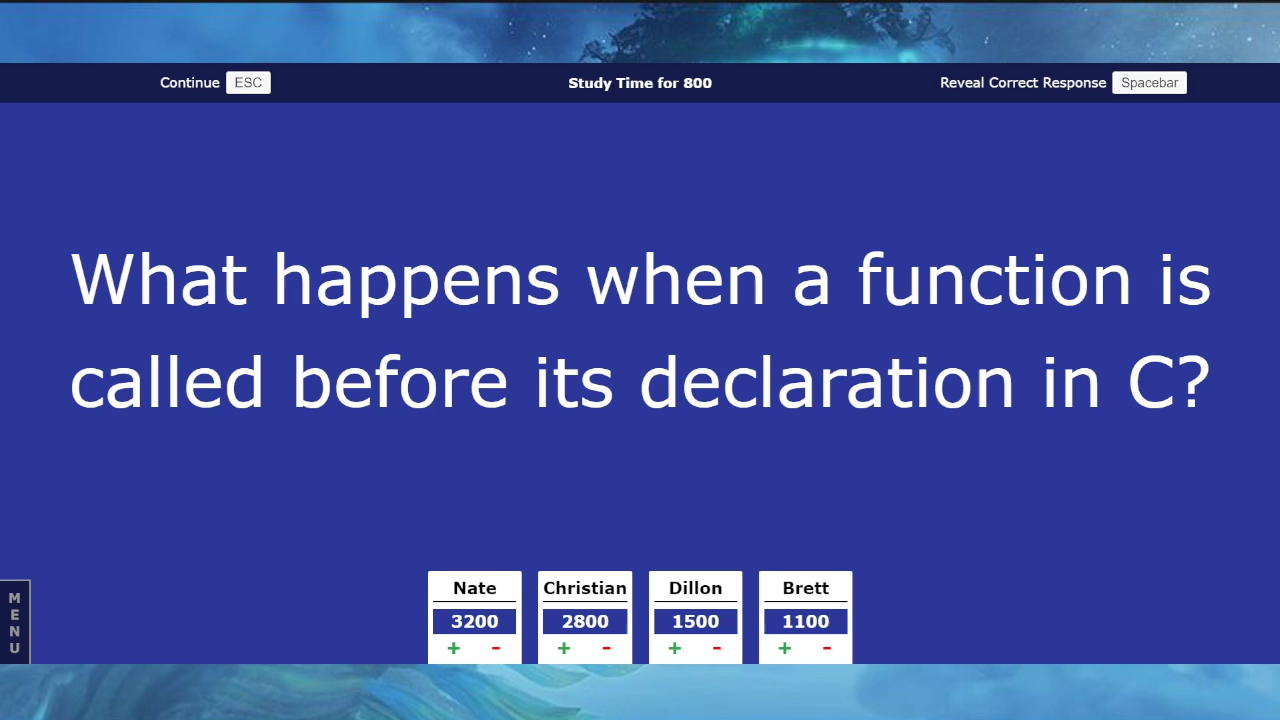 Continue ESC Study Time for 800 Reveal Correct Response Spacebar
What happens when a function is
called before its declaration in C?
MENU
Nate Christian Dillon Brett
3200 2800 1500 1100
+ - + - + - + -